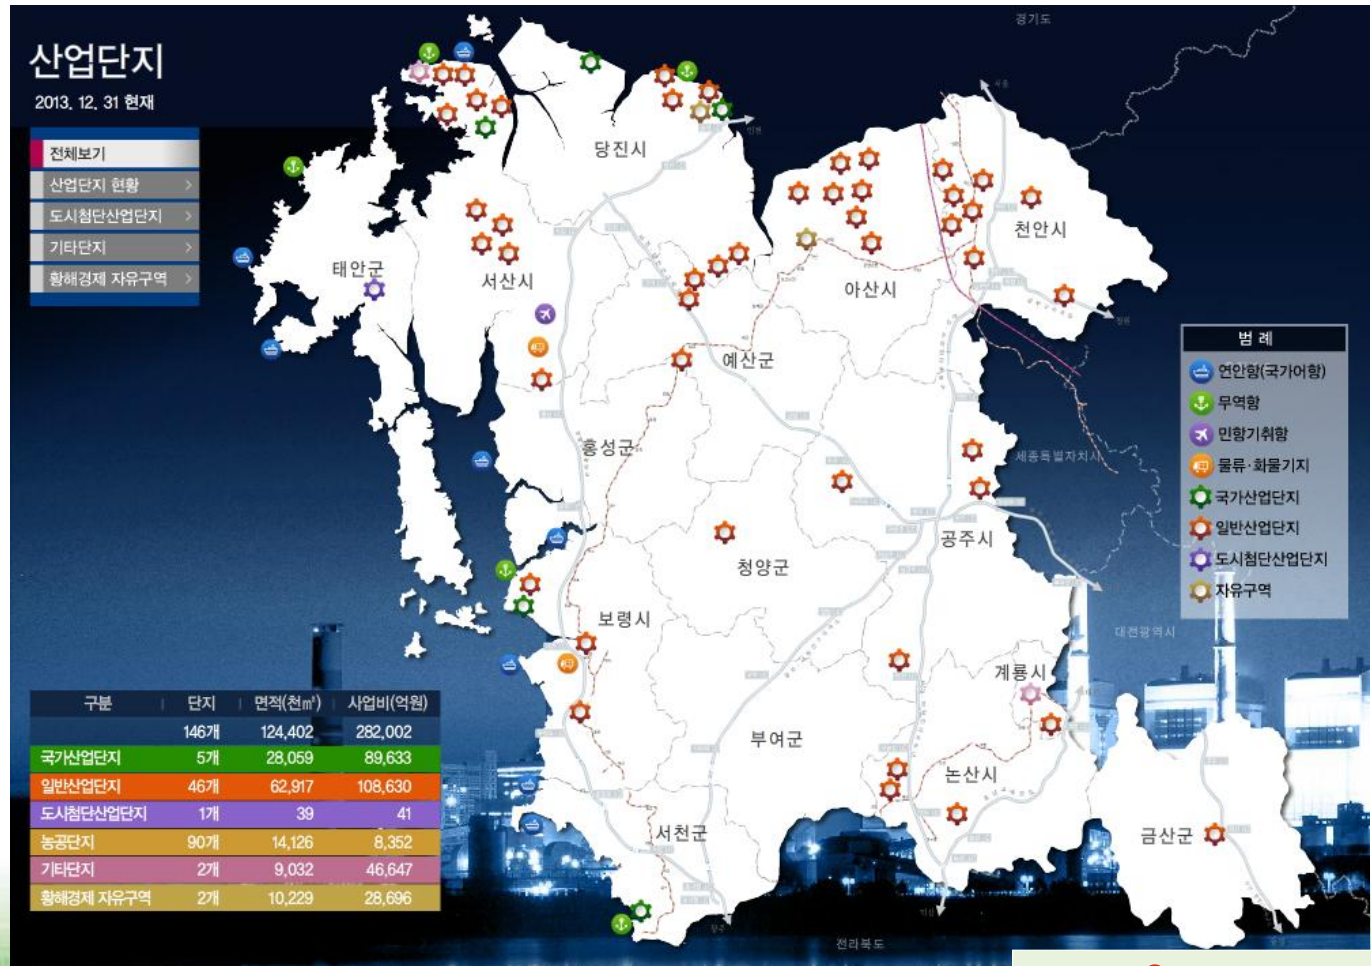 산업단지
2013. 12. 31 현재
전체보기
산업단지 현황
도시첨단산업단지
기타단지
황해경제 자유구역
경기도
당진시
천안시
태안군
서산시
아산시
예산군
홍성군
세종특별자치시
공주시
청양군
보령시
대전광역시
계룡시
부여군
논산시
서천군
금산군
전라북도
범 례
연안항(국가어항)
무역항
민항기취항
물류·화물기지
국가산업단지
일반산업단지
도시첨단산업단지
자유구역
구분 단지 면적(천㎡) 사업비(억원)
146개 124,402 282,002
국가산업단지 5개 28,059 89,633
일반산업단지 46개 62,917 108,630
도시첨단산업단지 1개 39 41
농공단지 90개 14,126 8,352
기타단지 2개 9,032 46,647
황해경제 자유구역 2개 10,229 28,696